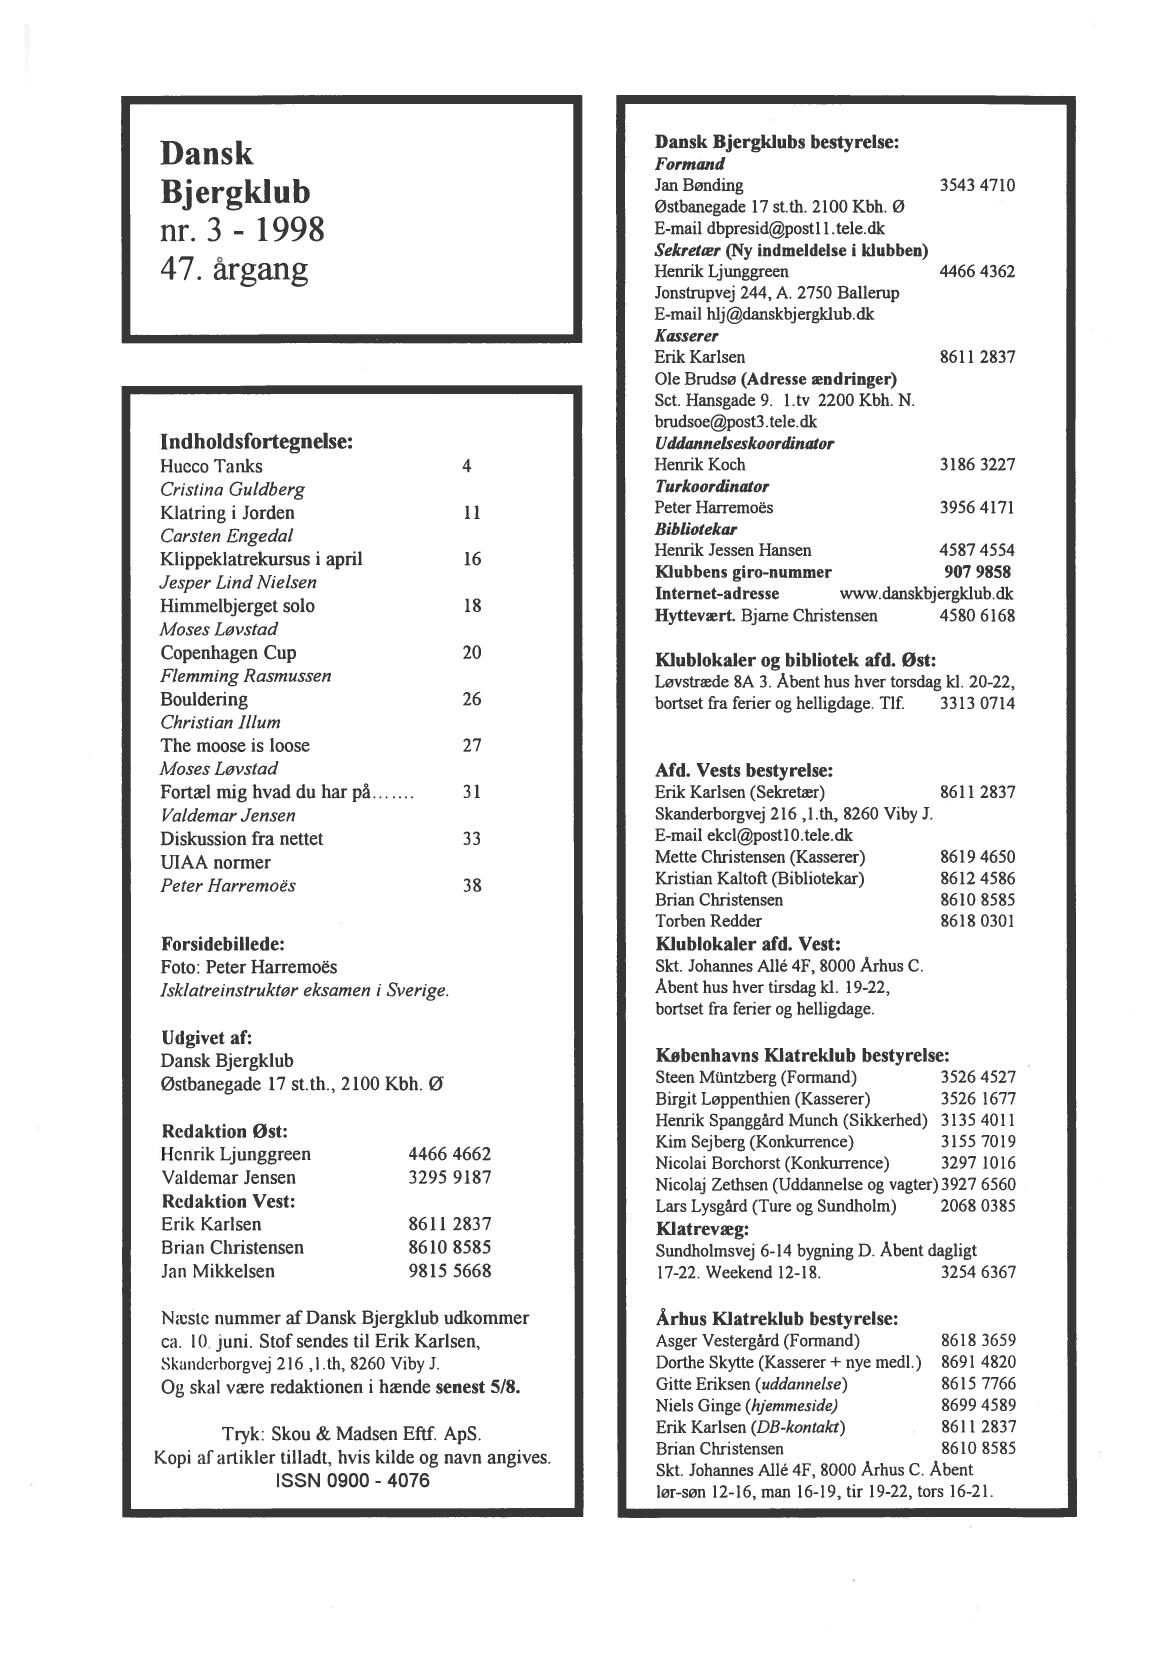 Dansk
Bjergklub
nr. 3 - 1998
47. årgang
Indholdsfortegnelse:
Hueco Tanks 4
Cristina Guldberg
Klatring i Jorden 11
Carsten Engedal
Klippeklatrekursus i april 16
Jesper Lind Nielsen
Himmelbjerget solo 18
Moses Løvstad
Copenhagen Cup 20
Flemming Rasmussen
Bouldering 26
Christian Illum
The moose is loose 27
Moses Løvstad
Fortæl mig hvad du har på....... 31
Valdemar Jensen
Diskussion fra nettet 33
UIAA normer
Peter Harremoës 38
Forsidebillede:
Foto: Peter Harremoës
Isklatreinstruktør eksamen i Sverige.
Udgivet af:
Dansk Bjergklub
Østbanegade 17 st.th., 2100 Kbh. Ø
Redaktion Øst:
Henrik Ljunggreen 4466 4662
Valdemar Jensen 3295 9187
Redaktion Vest:
Erik Karlsen 8611 2837
Brian Christensen 8610 8585
Jan Mikkelsen 9815 5668
Næste nummer af Dansk Bjergklub udkommer
ca. 10. juni. Stof sendes til Erik Karlsen,
Skanderborgvej 216 ,1.th, 8260 Viby J.
Og skal være redaktionen i hænde senest 5/8.
Tryk: Skou & Madsen Eftf. ApS.
Kopi af artikler tilladt, hvis kilde og navn angives.
ISSN 0900 - 4076
Dansk Bjergklubs bestyrelse:
Formand
Jan Bønding 3543 4710
Østbanegade 17 st.th. 2100 Kbh. Ø
E-mail dbpresid@post11.tele.dk
Sekretær (Ny indmeldelse i klubben)
Henrik Ljunggreen 4466 4362
Jonstrupvej 244, A. 2750 Ballerup
E-mail hlj@danskbjergklub.dk
Kasserer
Erik Karlsen 8611 2837
Ole Brudsø (Adresse ændringer)
Sct. Hansgade 9. 1.tv 2200 Kbh. N.
brudsoe@post3.tele.dk
Uddannelseskoordinator
Henrik Koch 3186 3227
Turkoordinator
Peter Harremoës 3956 4171
Bibliotekar
Henrik Jessen Hansen 4587 4554
Klubbens giro-nummer 907 9858
Internet-adresse www.danskbjergklub.dk
Hyttevært. Bjarne Christensen 4580 6168
Klublokaler og bibliotek afd. Øst:
Løvstræde 8A 3. Åbent hus hver torsdag kl. 20-22,
bortset fra ferier og helligdage. Tlf. 3313 0714
Afd. Vests bestyrelse:
Erik Karlsen (Sekretær) 8611 2837
Skanderborgvej 216 ,1.th, 8260 Viby J.
E-mail ekcl@post10.tele.dk
Mette Christensen (Kasserer) 8619 4650
Kristian Kaltoft (Bibliotekar) 8612 4586
Brian Christensen 8610 8585
Torben Redder 8618 0301
Klublokaler afd. Vest:
Skt. Johannes Allé 4F, 8000 Århus C.
Åbent hus hver tirsdag kl. 19-22,
bortset fra ferier og helligdage.
Københavns Klatreklub bestyrelse:
Steen Müntzberg (Formand) 3526 4527
Birgit Løppenthien (Kasserer) 3526 1677
Henrik Spanggård Munch (Sikkerhed) 3135 4011
Kim Sejberg (Konkurrence) 3155 7019
Nicolai Borchorst (Konkurrence) 3297 1016
Nicolaj Zethsen (Uddannelse og vagter) 3927 6560
Lars Lysgård (Ture og Sundholm) 2068 0385
Klatrevæg:
Sundholmsvej 6-14 bygning D. Åbent dagligt
17-22. Weekend 12-18. 3254 6367
Århus Klatreklub bestyrelse:
Asger Vestergård (Formand) 8618 3659
Dorthe Skytte (Kasserer + nye medl.) 8691 4820
Gitte Eriksen (uddannelse) 8615 7766
Niels Ginge (hjemmeside) 8699 4589
Erik Karlsen (DB-kontakt) 8611 2837
Brian Christensen 8610 8585
Skt. Johannes Allé 4F, 8000 Århus C. Åbent
lør-søn 12-16, man 16-19, tir 19-22, tors 16-21.